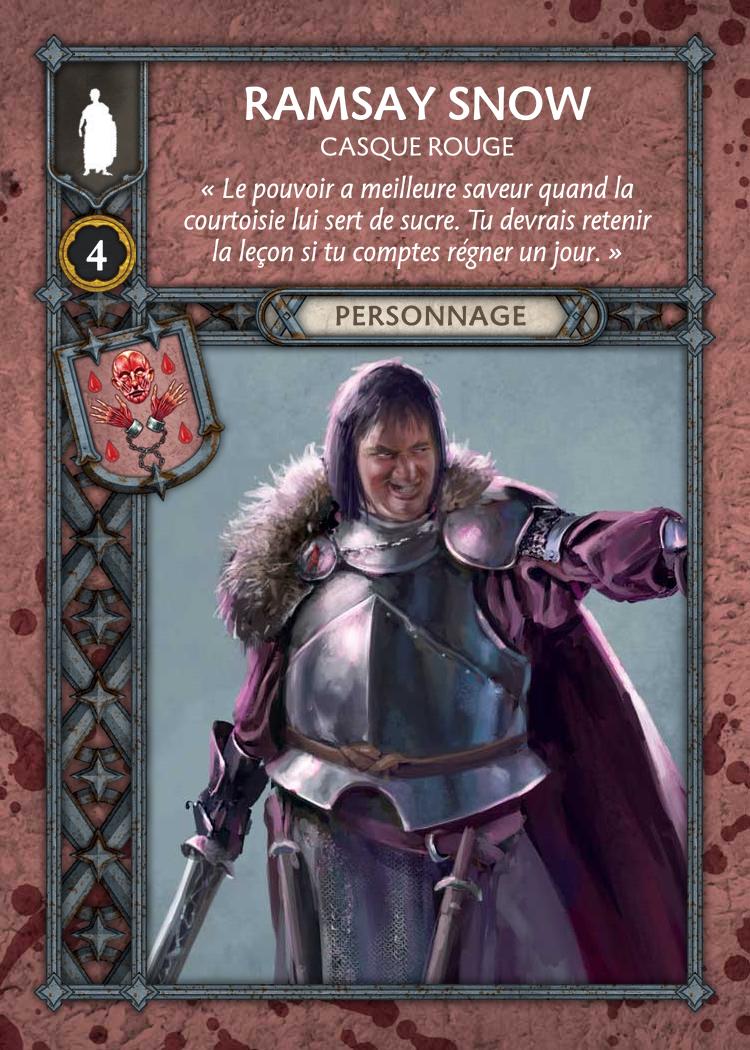 RAMSAY SNOW
CASQUE ROUGE
« Le pouvoir a meilleure saveur quand la
courtoisie lui sert de sucre. Tu devrais retenir
la leçon si tu comptes régner un jour. »
4
PERSONNAGE